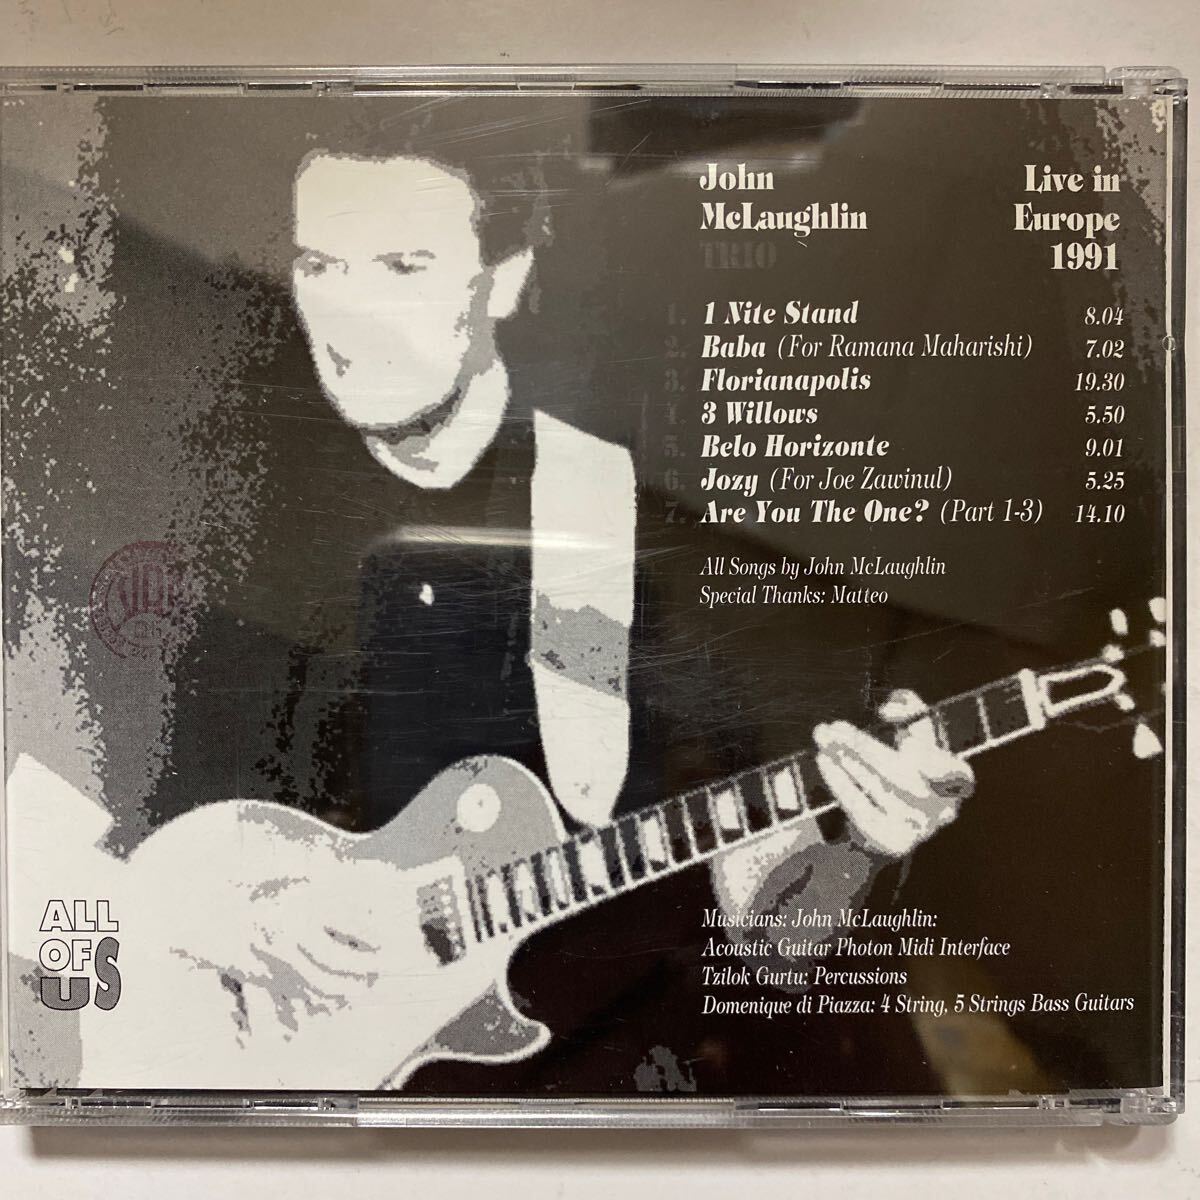 John
McLaughlin
TRIO
Live in
Europe
1991
1. 1 Nite Stand 8.04
2. Baba (For Ramana Maharishi) 7.02
3. Florianapolis 19.30
4. 3 Willows 5.50
5. Belo Horizonte 9.01
6. Jozy (For Joe Zawinul) 5.25
7. Are You The One? (Part 1-3) 14.10
All Songs by John McLaughlin
Special Thanks: Matteo
Musicians: John McLaughlin:
Acoustic Guitar Photon Midi Interface
Tzilok Gurtu: Percussions
Domenique di Piazza: 4 String, 5 Strings Bass Guitars
ALL
OF
US